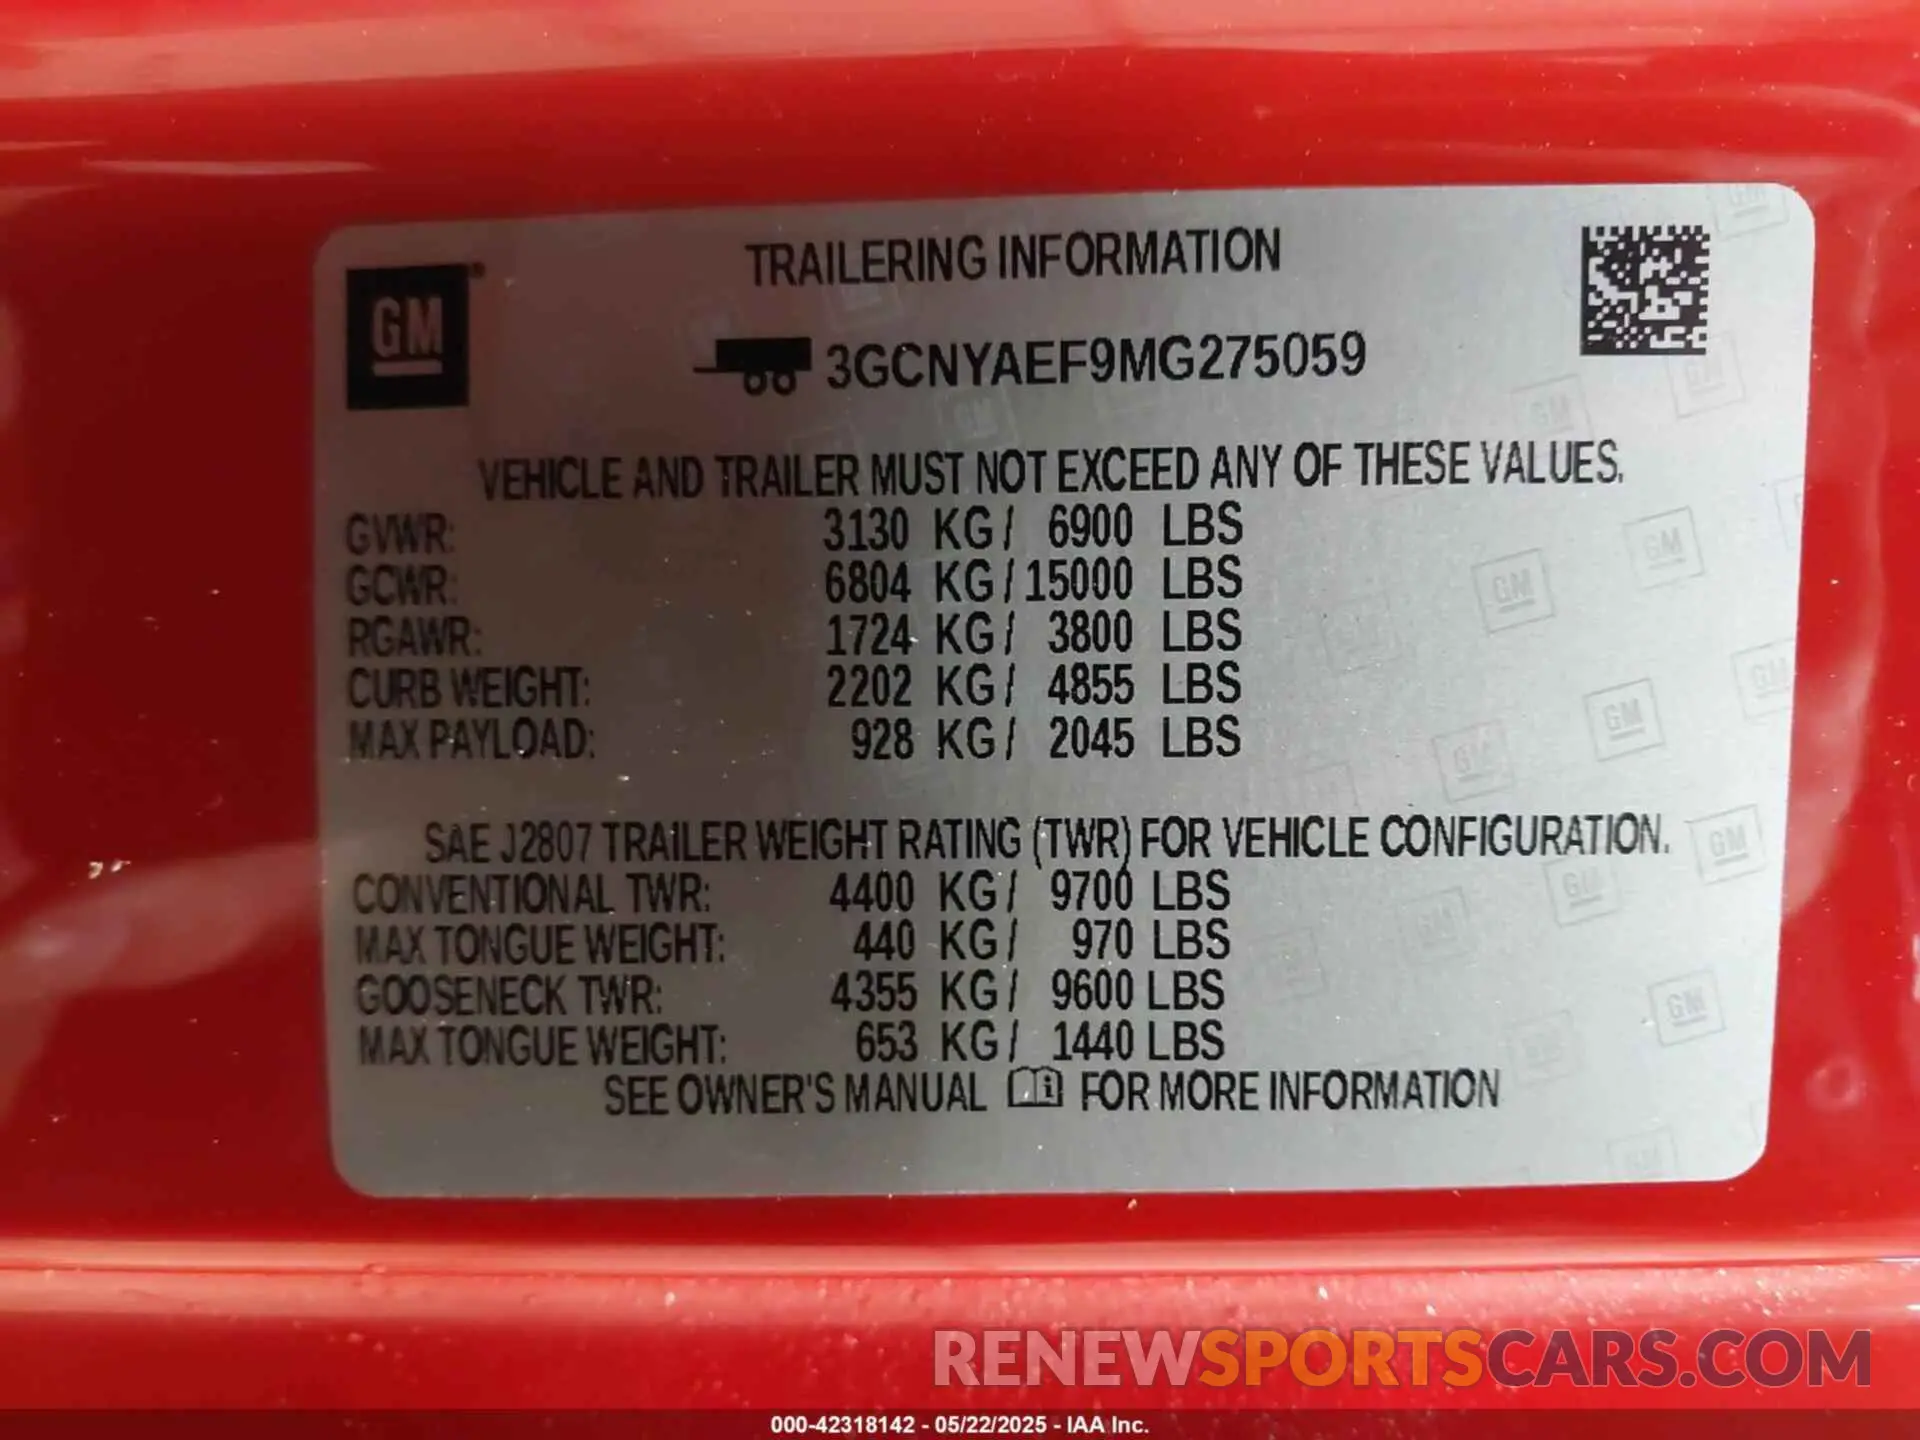 GM
TRAILERING INFORMATION
3GCNYAEF9MG275059
VEHICLE AND TRAILER MUST NOT EXCEED ANY OF THESE VALUES.
GVWR: 3130 KG / 6900 LBS
GCWR: 6804 KG / 15000 LBS
RGAWR: 1724 KG / 3800 LBS
CURB WEIGHT: 2202 KG / 4855 LBS
MAX PAYLOAD: 928 KG / 2045 LBS
SAE J2807 TRAILER WEIGHT RATING (TWR) FOR VEHICLE CONFIGURATION.
CONVENTIONAL TWR: 4400 KG / 9700 LBS
MAX TONGUE WEIGHT: 440 KG / 970 LBS
GOOSENECK TWR: 4355 KG / 9600 LBS
MAX TONGUE WEIGHT: 653 KG / 1440 LBS
SEE OWNER'S MANUAL FOR MORE INFORMATION
RENEWSPORTSCARS.COM
000-42318142 - 05/22/2025 - IAA Inc.